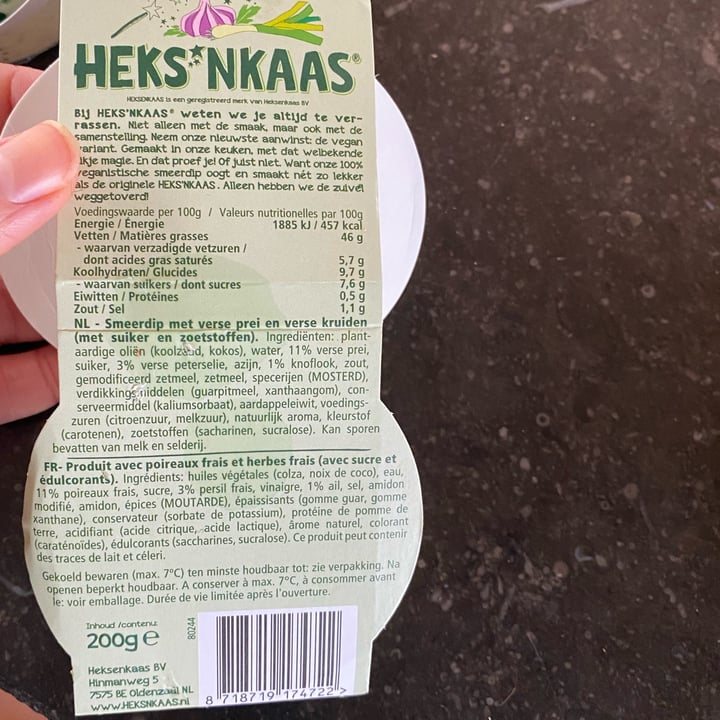 HEKS'NKAAS®
HEKSENKAAS is een geregistreerd merk van Heksenkaas BV
Bij HEKS'NKAAS® weten we je altijd te ver-
rassen. Niet alleen met de smaak, maar ook met de
samenstelling. Neem onze nieuwste aanwinst: de vegan
variant. Gemaakt in onze keuken, met dat welbekende
tikje magie. En dat proef je! Of juist niet. Want onze 100%
veganistische smeerdip oogt en smaakt nét zo lekker
als de originele HEKS'NKAAS. Alleen hebben we de zuivel
weggetoverd!
Voedingswaarde per 100g / Valeurs nutritionelles par 100g
Energie / Énergie 1885 kJ / 457 kcal
Vetten / Matières grasses 46 g
- waarvan verzadigde vetzuren /
dont acides gras saturés 5,7 g
Koolhydraten/ Glucides 9,7 g
- waarvan suikers / dont sucres 7,6 g
Eiwitten / Protéines 0,5 g
Zout / Sel 1,1 g
NL - Smeerdip met verse prei en verse kruiden
(met suiker en zoetstoffen). Ingrediënten: plant-
aardige oliën (koolzaad, kokos), water, 11% verse prei,
suiker, 3% verse peterselie, azijn, 1% knoflook, zout,
gemodificeerd zetmeel, zetmeel, specerijen (MOSTERD),
verdikkingsmiddelen (guarpitmeel, xanthaangom), con-
serveermiddel (kaliumsorbaat), aardappeleiwit, voedings-
zuren (citroenzuur, melkzuur), natuurlijk aroma, kleurstof
(carotenen), zoetstoffen (sacharinen, sucralose). Kan sporen
bevatten van melk en selderij.
FR- Produit avec poireaux frais et herbes frais (avec sucre et
édulcorants). Ingrédients: huiles végétales (colza, noix de coco), eau,
11% poireaux frais, sucre, 3% persil frais, vinaigre, 1% ail, sel, amidon
modifié, amidon, épices (MOUTARDE), épaissisants (gomme guar, gomme
xanthane), conservateur (sorbate de potassium), protéine de pomme de
terre, acidifiant (acide citrique, acide lactique), árome naturel, colorant
(caraténoïdes), édulcorants (saccharines, sucralose). Ce produit peut contenir
des traces de lait et céleri.
Gekoeld bewaren (max. 7°C) ten minste houdbaar tot: zie verpakking. Na
openen beperkt houdbaar. A conserver à max. 7°C, à consommer avant
le: voir emballage. Durée de vie limitée après l'ouverture.
Inhoud /contenu:
200g e
80244
Heksenkaas BV
Hinmanweg 5
7575 BE Oldenzaal NL
www.HEKSNKAAS.nl
8 718719 174722 >